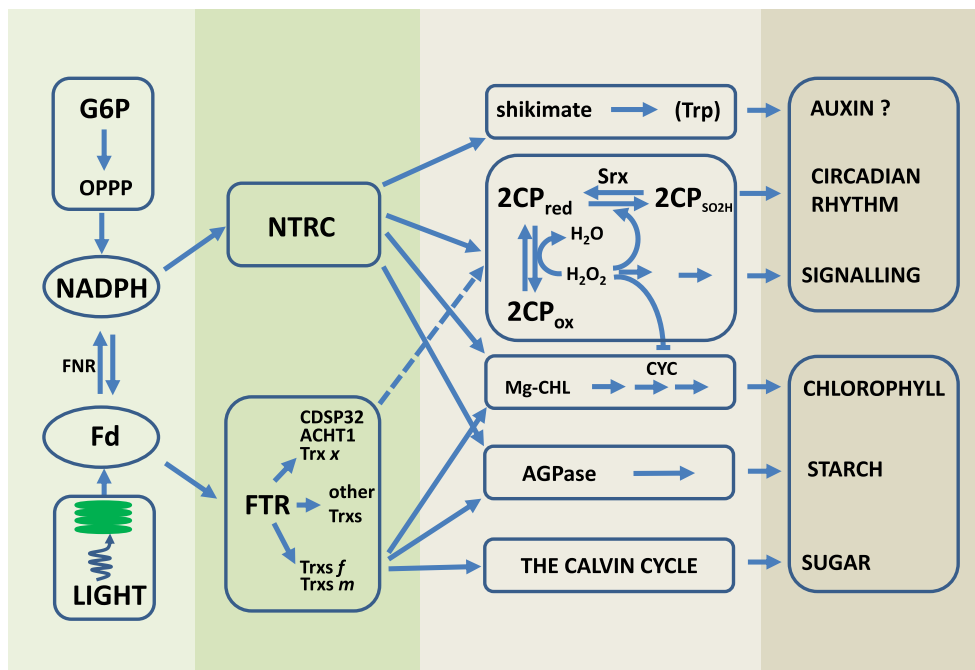 G6P
OPPP
NADPH
FNR
Fd
LIGHT
NTRC
CDSP32
ACHT1
Trx x
FTR
other
Trxs
Trxs f
Trxs m
shikimate
(Trp)
Srx
2CPred
2CPSO2H
H2O
H2O2
2CPox
CYC
Mg-CHL
AGPase
THE CALVIN CYCLE
AUXIN ?
CIRCADIAN
RHYTHM
SIGNALLING
CHLOROPHYLL
STARCH
SUGAR